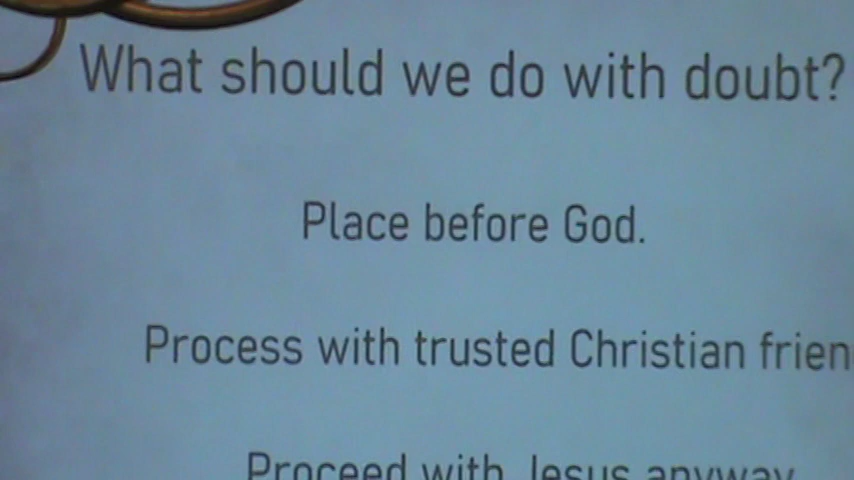 What should we do with doubt?
Place before God.
Process with trusted Christian frien
Proceed with Jesus anyway